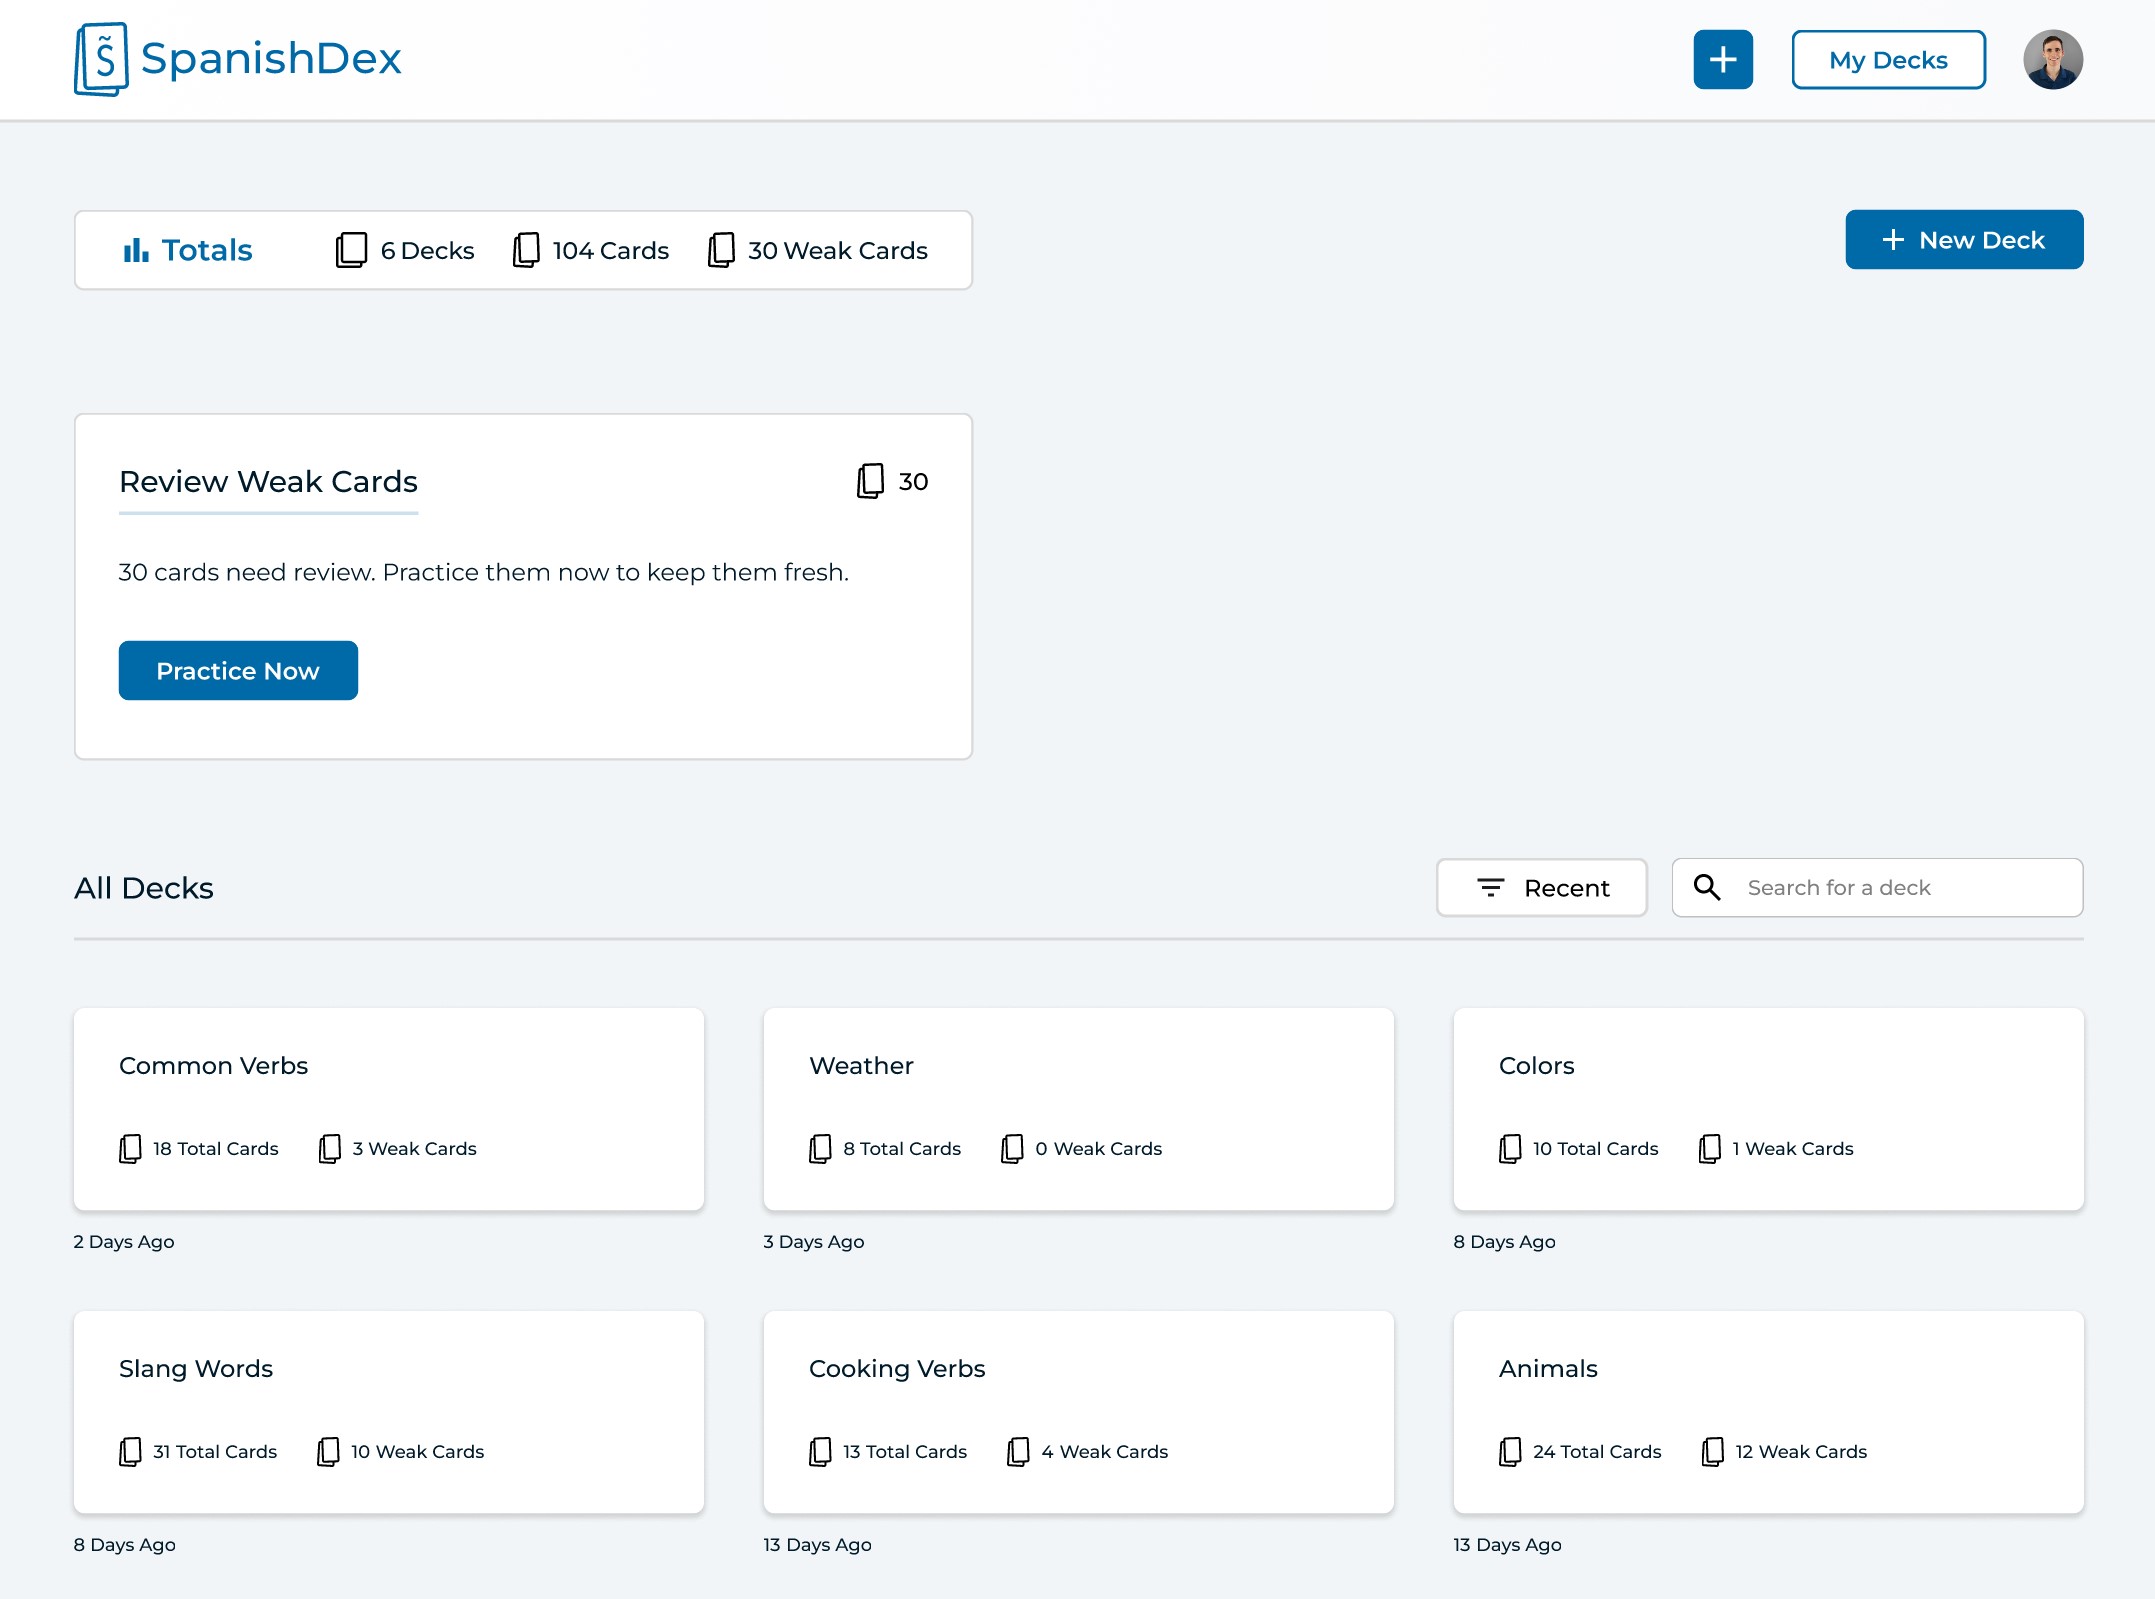 S̃ SpanishDex
+ My Decks
Totals 6 Decks 104 Cards 30 Weak Cards
+ New Deck
Review Weak Cards 30
30 cards need review. Practice them now to keep them fresh.
Practice Now
All Decks
Recent
Search for a deck
Common Verbs
18 Total Cards 3 Weak Cards
2 Days Ago
Weather
8 Total Cards 0 Weak Cards
3 Days Ago
Colors
10 Total Cards 1 Weak Cards
8 Days Ago
Slang Words
31 Total Cards 10 Weak Cards
8 Days Ago
Cooking Verbs
13 Total Cards 4 Weak Cards
13 Days Ago
Animals
24 Total Cards 12 Weak Cards
13 Days Ago